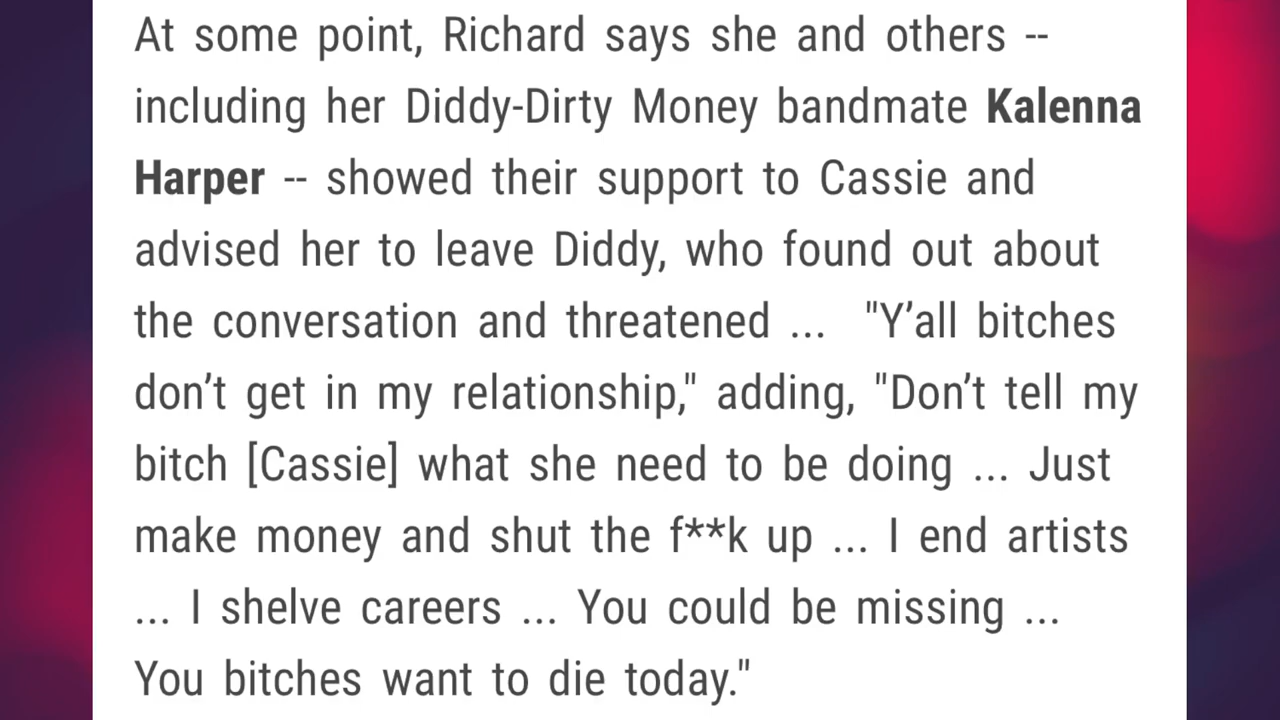 At some point, Richard says she and others --
including her Diddy-Dirty Money bandmate Kalenna
Harper -- showed their support to Cassie and
advised her to leave Diddy, who found out about
the conversation and threatened ... "Y’all bitches
don’t get in my relationship," adding, "Don’t tell my
bitch [Cassie] what she need to be doing ... Just
make money and shut the f**k up ... I end artists
... I shelve careers ... You could be missing ...
You bitches want to die today."